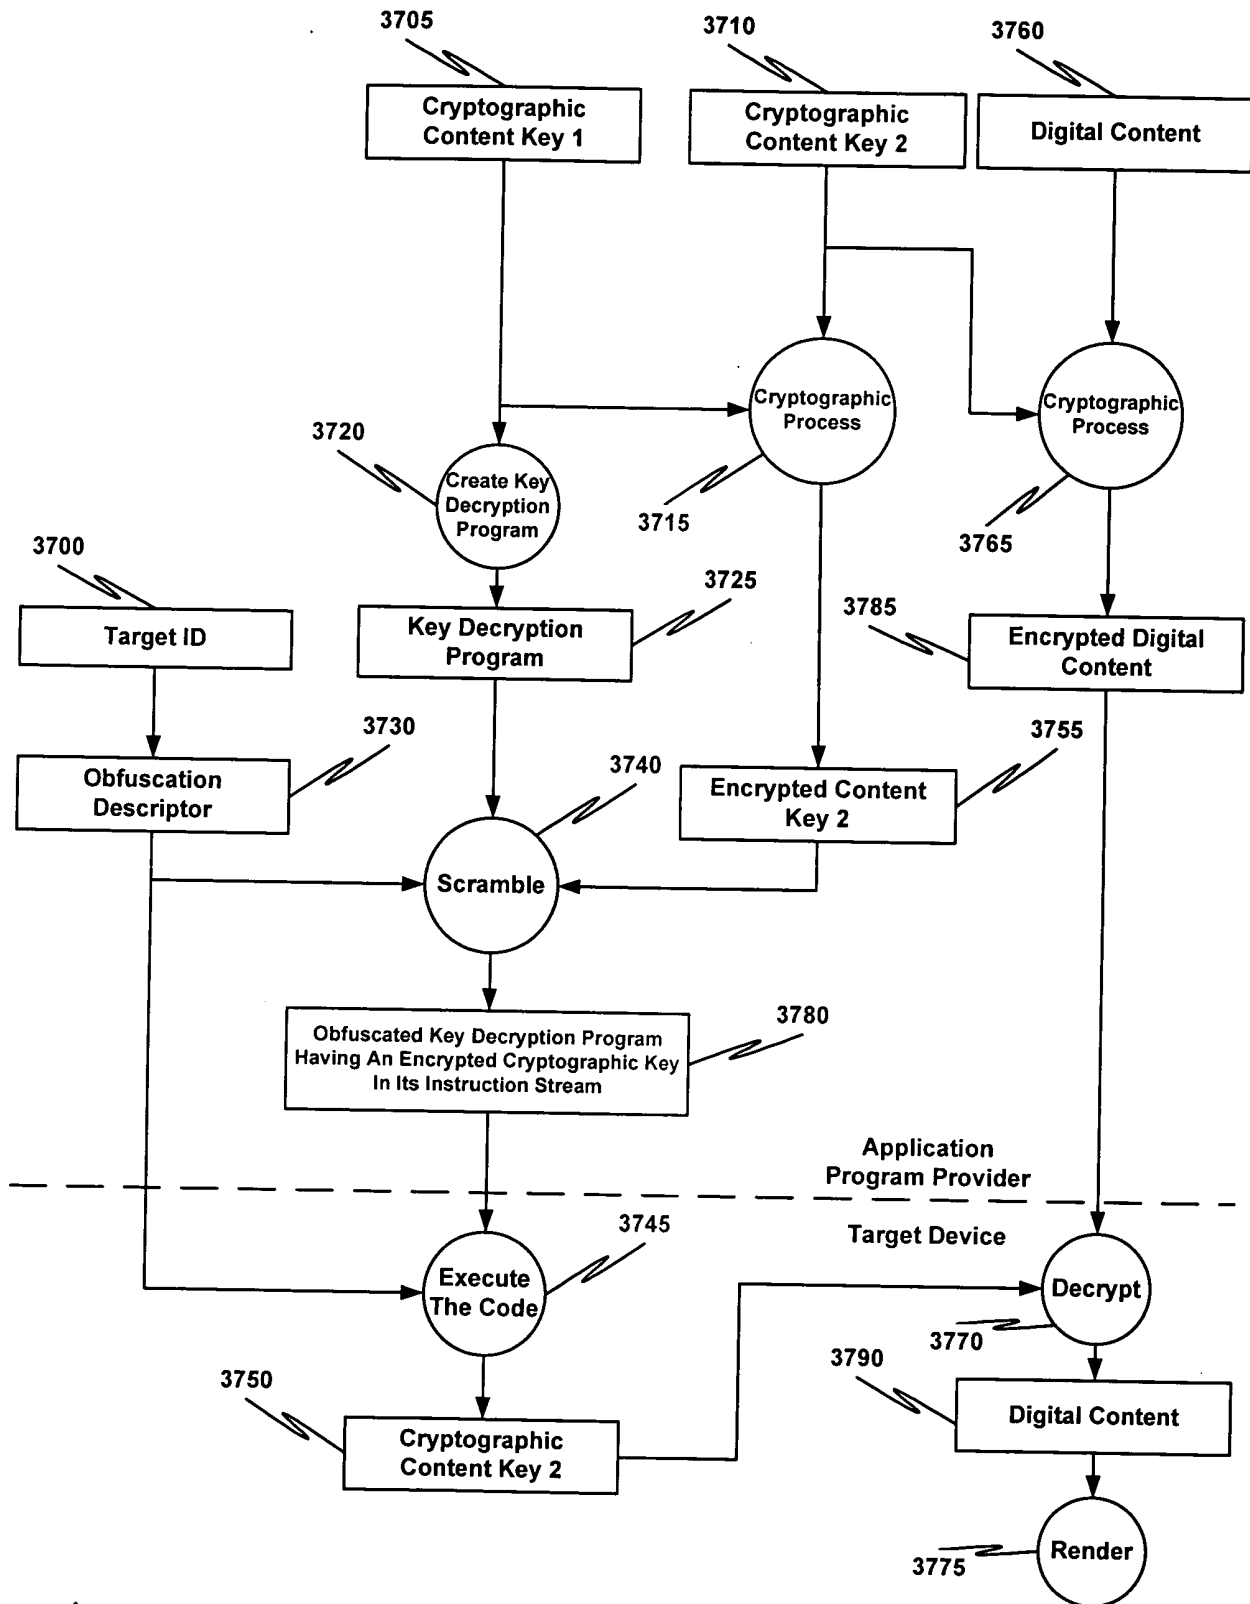 3705
3710
3760
Cryptographic
Content Key 1
Cryptographic
Content Key 2
Digital Content
Cryptographic
Process
Cryptographic
Process
3720
Create Key
Decryption
Program
3715
3765
3700
3725
3785
Target ID
Key Decryption
Program
Encrypted Digital
Content
3730
3740
3755
Obfuscation
Descriptor
Encrypted Content
Key 2
Scramble
3780
Obfuscated Key Decryption Program
Having An Encrypted Cryptographic Key
In Its Instruction Stream
Application
Program Provider
3745
Target Device
Execute
The Code
Decrypt
3770
3750
3790
Cryptographic
Content Key 2
Digital Content
Render
3775